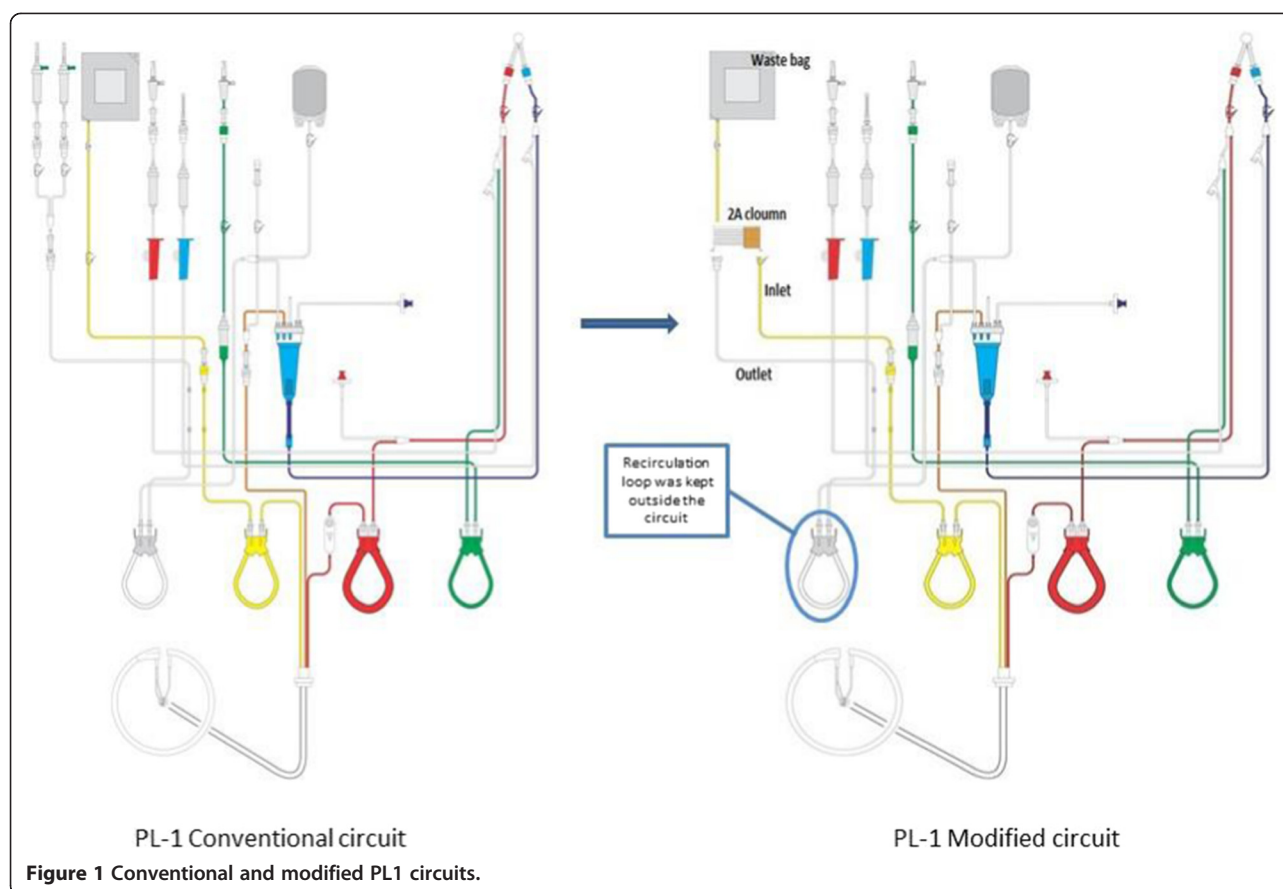 Waste bag
2A cloumn
Inlet
Outlet
Recirculation
loop was kept
outside the
circuit
PL-1 Conventional circuit
PL-1 Modified circuit
Figure 1 Conventional and modified PL1 circuits.